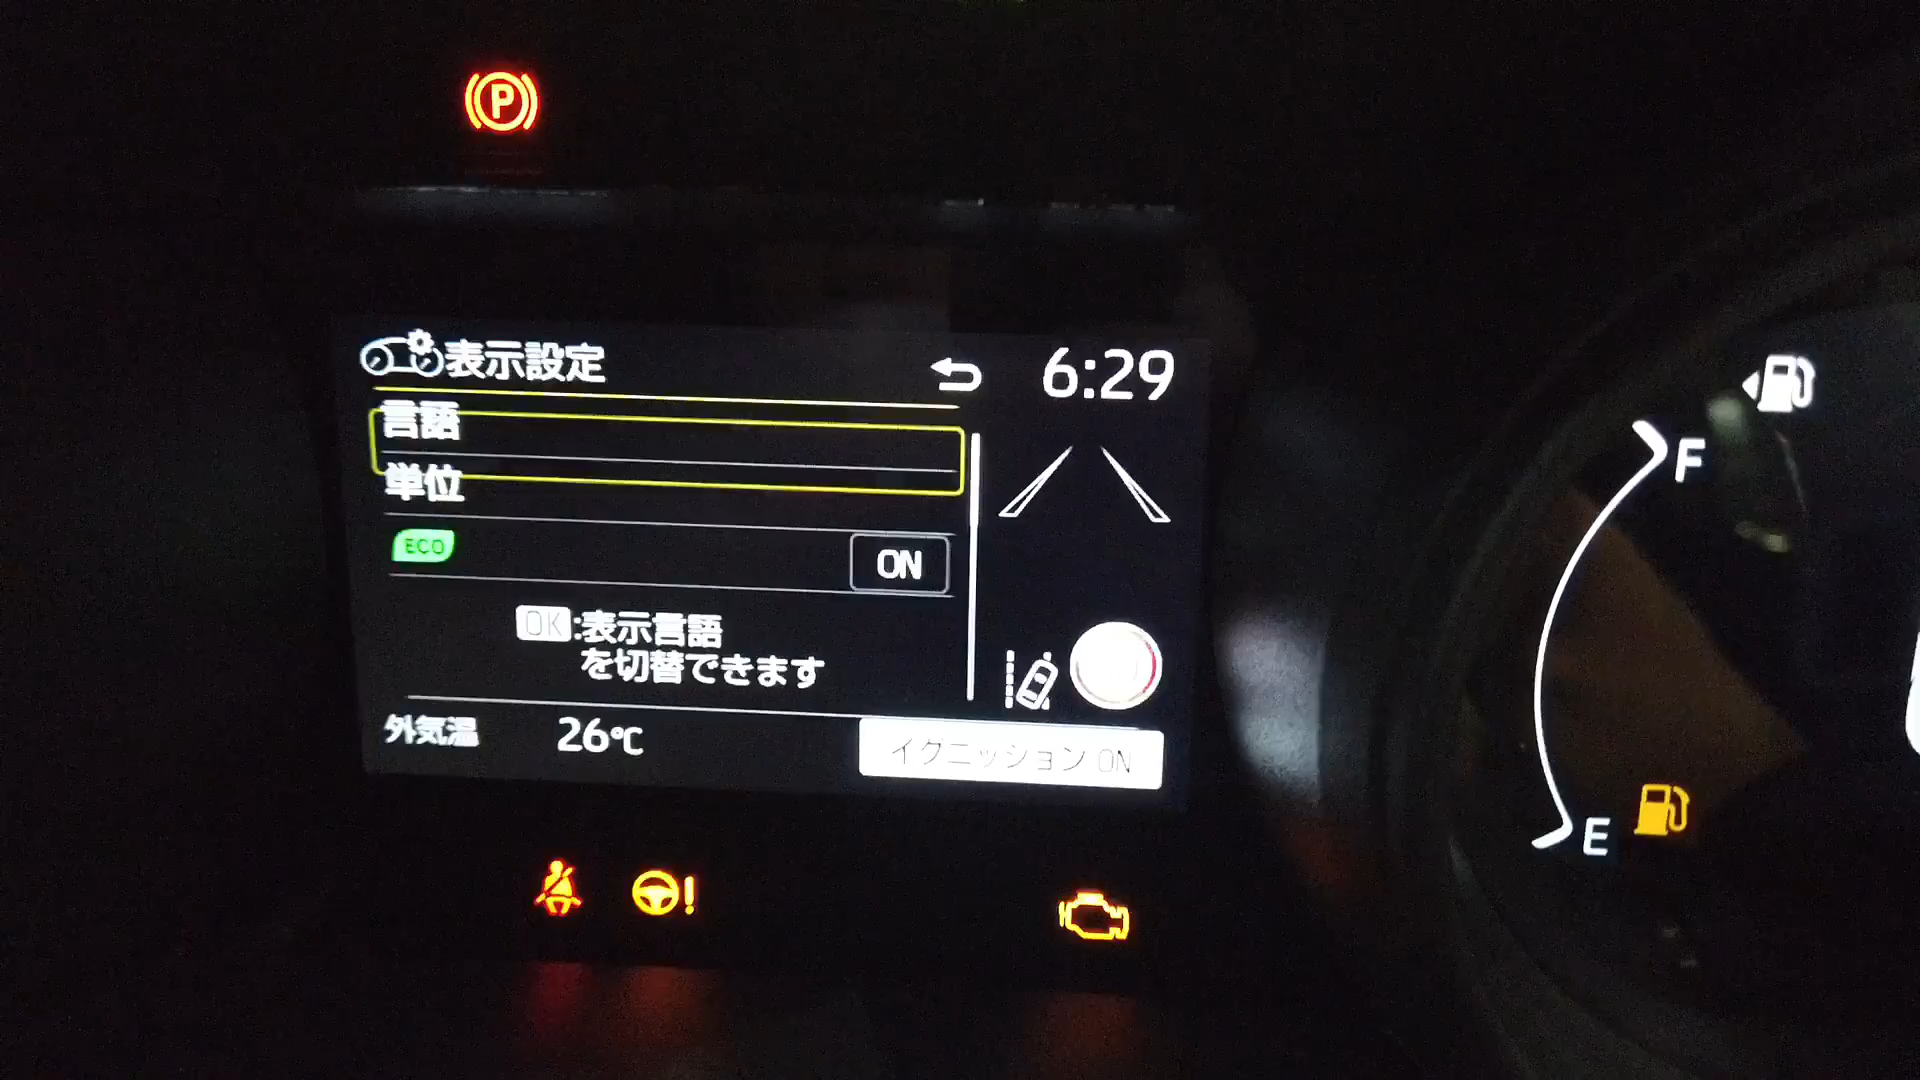 P
表示設定
6:29
言語
単位
ECO
ON
OK:表示言語
を切替できます
外気温 26℃
イグニッション ON
F
E
!